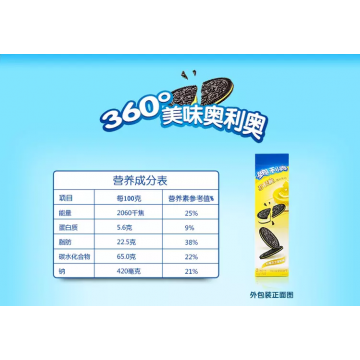 360°美味奥利奥
营养成分表
项目 每100克 营养素参考值%
能量 2060千焦 25%
蛋白质 5.6克 9%
脂肪 22.5克 38%
碳水化合物 65.0克 22%
钠 420毫克 21%
奥利奥
外包装正面图